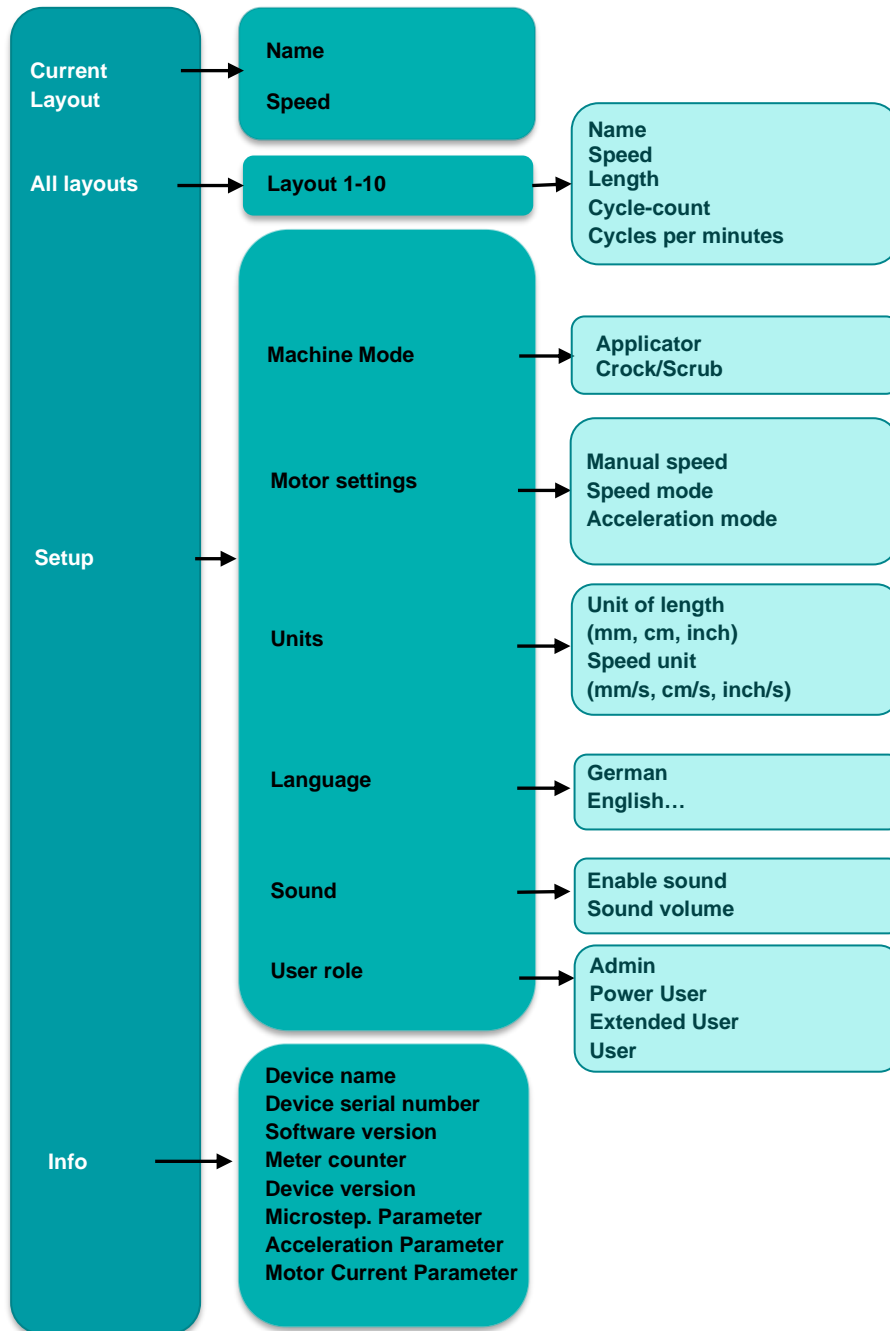 Current
Layout
Name
Speed
All layouts
Layout 1-10
Name
Speed
Length
Cycle-count
Cycles per minutes
Setup
Machine Mode
Applicator
Crock/Scrub
Motor settings
Manual speed
Speed mode
Acceleration mode
Units
Unit of length
(mm, cm, inch)
Speed unit
(mm/s, cm/s, inch/s)
Language
German
English…
Sound
Enable sound
Sound volume
User role
Admin
Power User
Extended User
User
Info
Device name
Device serial number
Software version
Meter counter
Device version
Microstep. Parameter
Acceleration Parameter
Motor Current Parameter